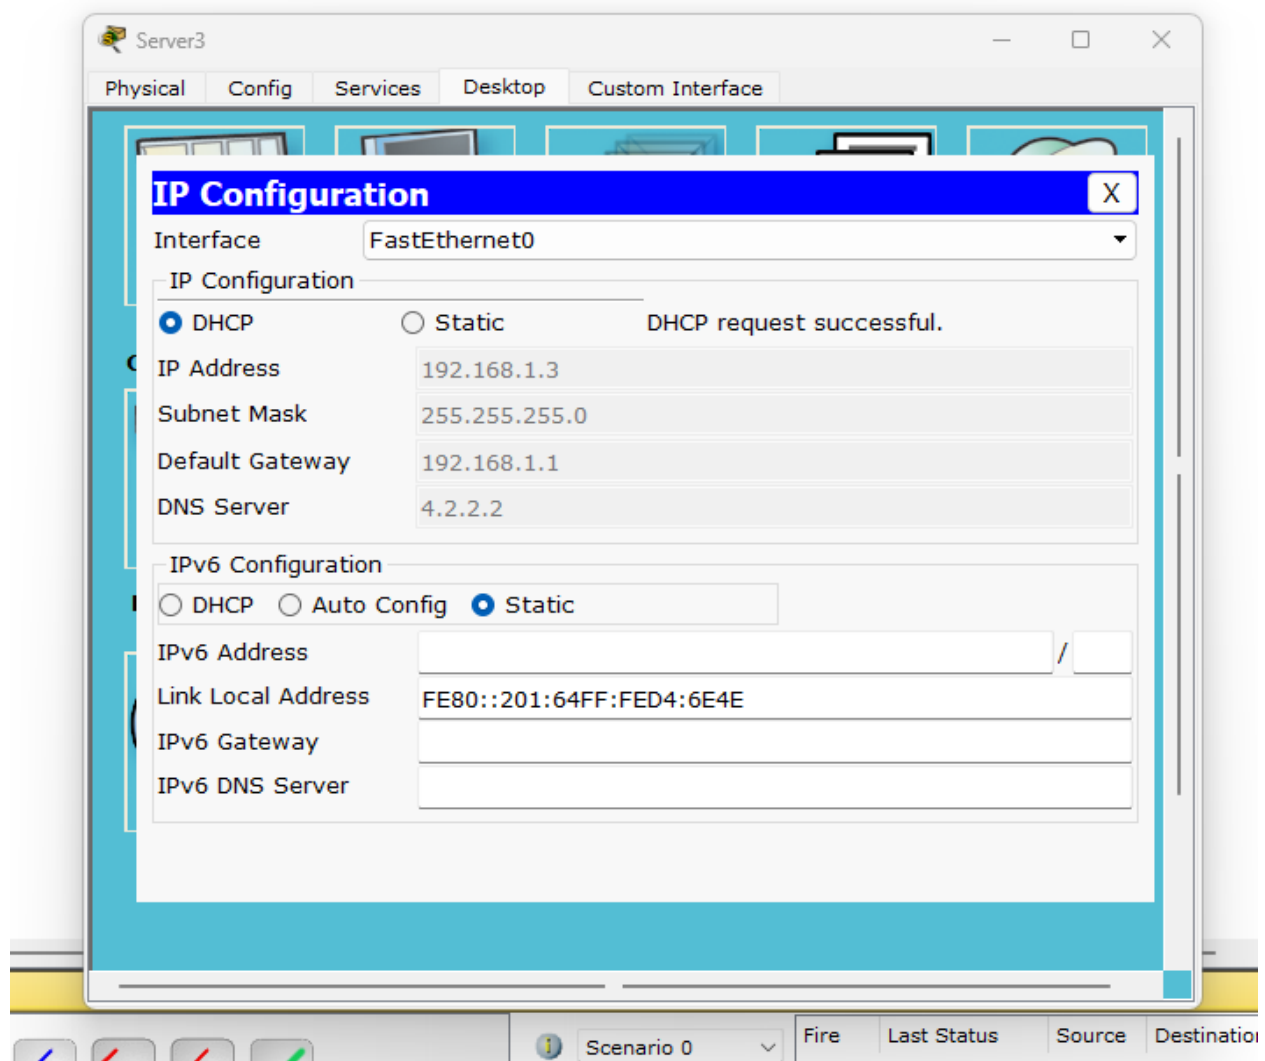 Server3
Physical Config Services Desktop Custom Interface
IP Configuration X
Interface FastEthernet0
IP Configuration
DHCP Static DHCP request successful.
IP Address 192.168.1.3
Subnet Mask 255.255.255.0
Default Gateway 192.168.1.1
DNS Server 4.2.2.2
IPv6 Configuration
DHCP Auto Config Static
IPv6 Address /
Link Local Address FE80::201:64FF:FED4:6E4E
IPv6 Gateway
IPv6 DNS Server
Scenario 0 Fire Last Status Source Destination